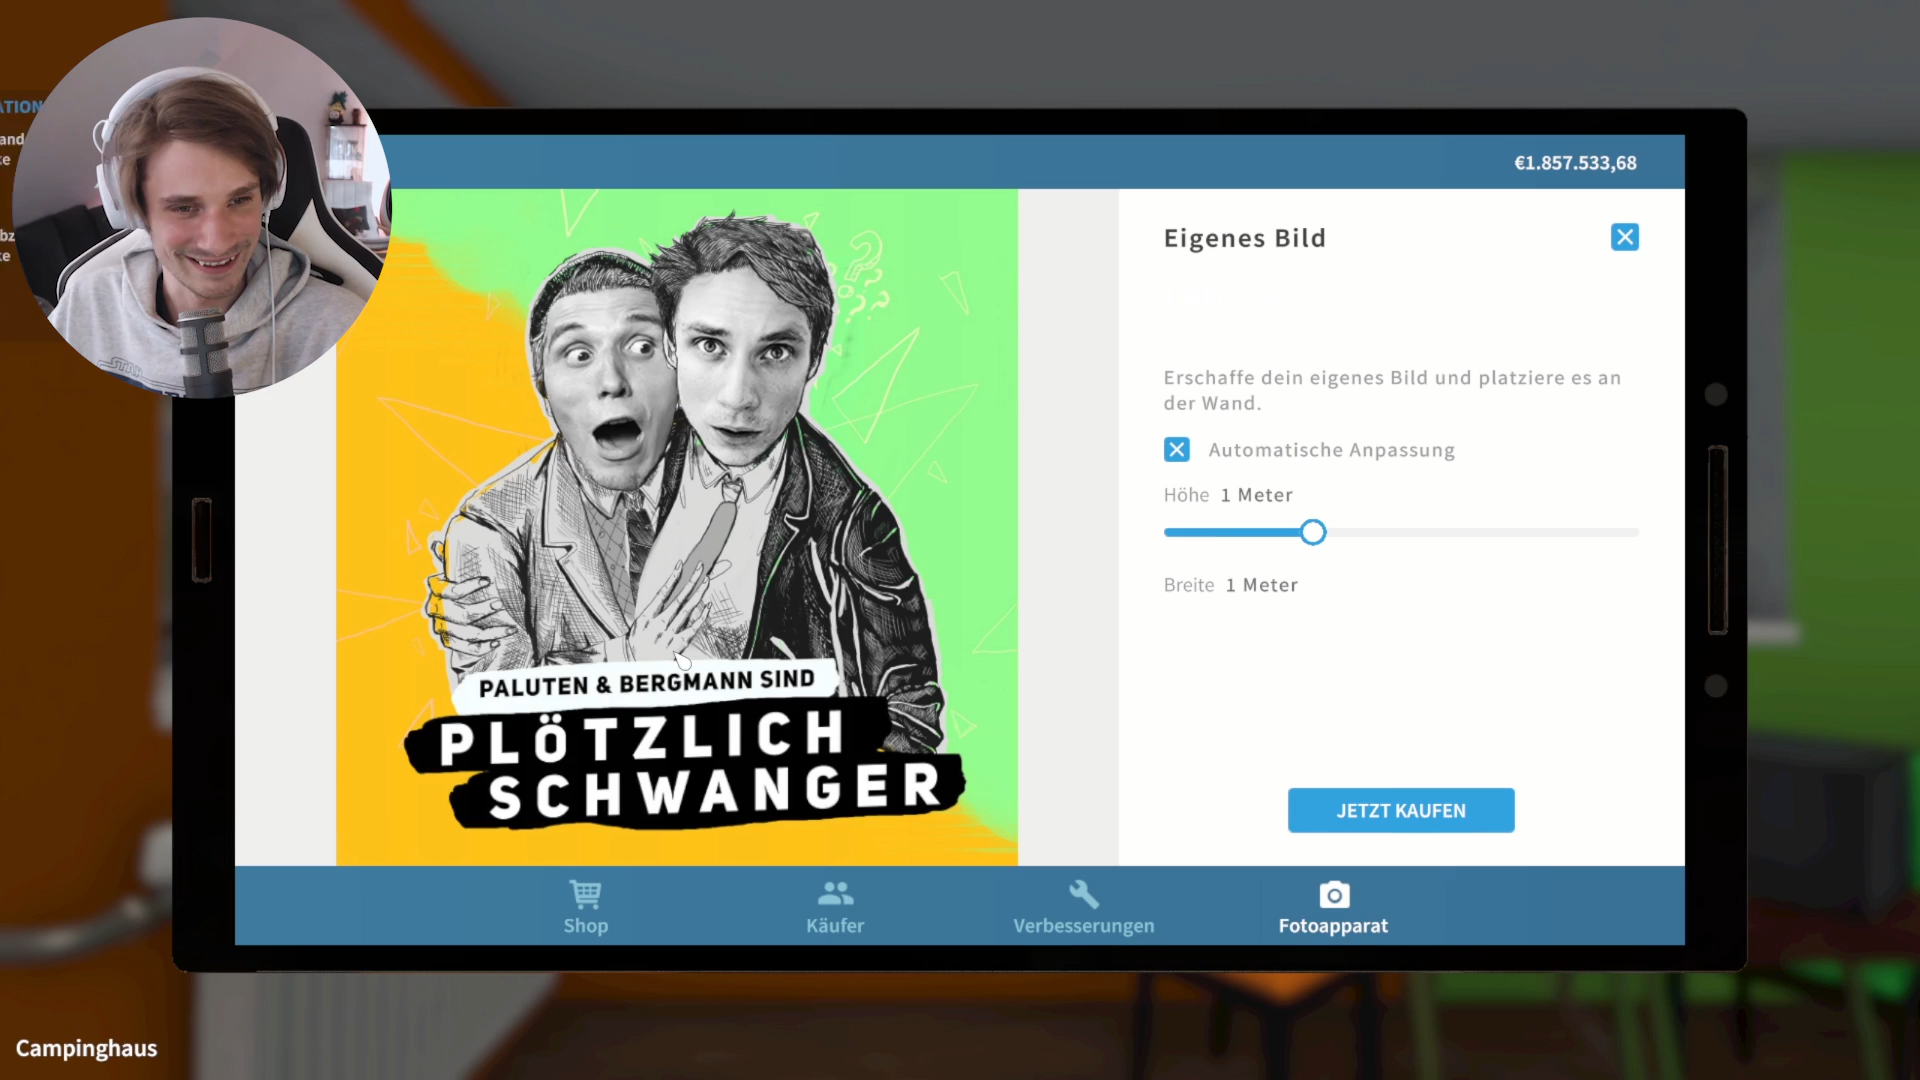 ATION
€1.857.533,68
Eigenes Bild
Erschaffe dein eigenes Bild und platziere es an
der Wand.
Automatische Anpassung
Höhe 1 Meter
Breite 1 Meter
JETZT KAUFEN
PALUTEN & BERGMANN SIND
PLÖTZLICH
SCHWANGER
Shop
Käufer
Verbesserungen
Fotoapparat
Campinghaus